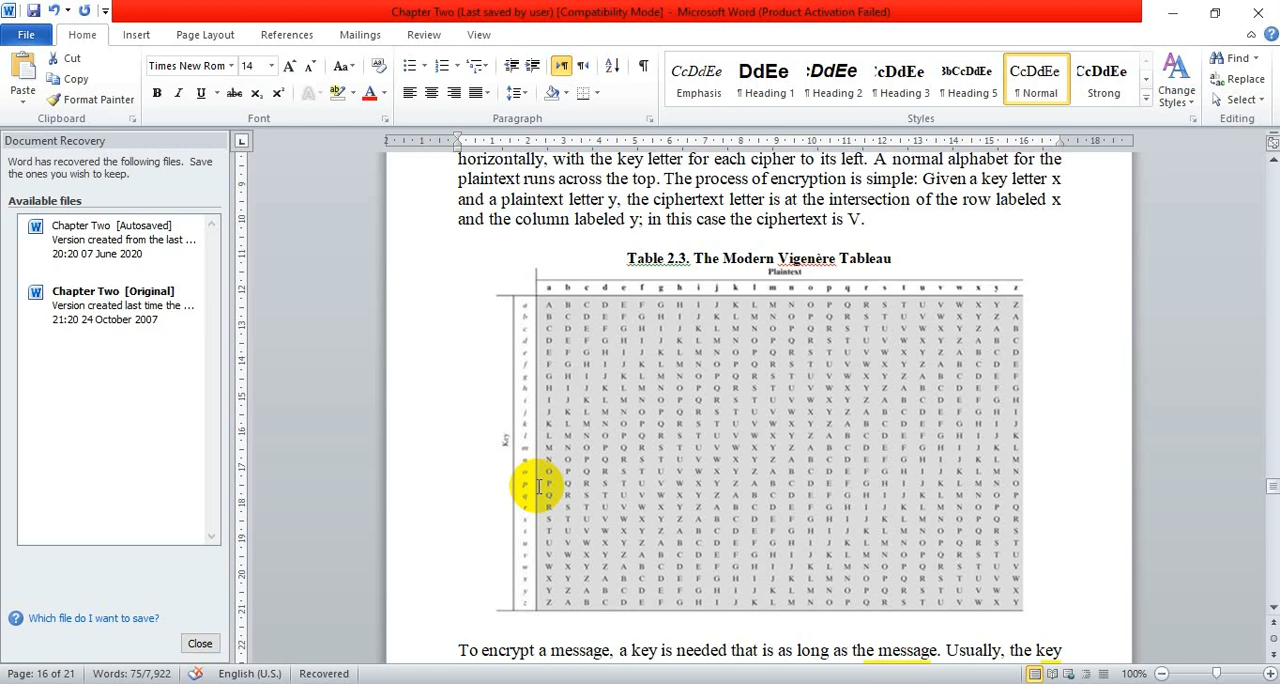 Chapter Two (Last saved by user) [Compatibility Mode] - Microsoft Word (Product Activation Failed)
File Home Insert Page Layout References Mailings Review View
Paste
Cut
Copy
Format Painter
Clipboard
Times New Rom 14
Font
Paragraph
CcDdEe DdEe :DdEe :CcDdEe 3bCcDdEe CcDdEe CcDdEe
Emphasis ¶ Heading 1 ¶ Heading 2 ¶ Heading 3 ¶ Heading 5 ¶ Normal Strong
Change Styles
Styles
Find
Replace
Select
Editing
Document Recovery
Word has recovered the following files. Save
the ones you wish to keep.
Available files
Chapter Two [Autosaved]
Version created from the last ...
20:20 07 June 2020
Chapter Two [Original]
Version created last time the ...
21:20 24 October 2007
Which file do I want to save?
Close
horizontally, with the key letter for each cipher to its left. A normal alphabet for the
plaintext runs across the top. The process of encryption is simple: Given a key letter x
and a plaintext letter y, the ciphertext letter is at the intersection of the row labeled x
and the column labeled y; in this case the ciphertext is V.
Table 2.3. The Modern Vigenère Tableau
Plaintext
a b c d e f g h i j k l m n o p q r s t u v w x y z
Key
a A B C D E F G H I J K L M N O P Q R S T U V W X Y Z
b B C D E F G H I J K L M N O P Q R S T U V W X Y Z A
c C D E F G H I J K L M N O P Q R S T U V W X Y Z A B
d D E F G H I J K L M N O P Q R S T U V W X Y Z A B C
e E F G H I J K L M N O P Q R S T U V W X Y Z A B C D
f F G H I J K L M N O P Q R S T U V W X Y Z A B C D E
g G H I J K L M N O P Q R S T U V W X Y Z A B C D E F
h H I J K L M N O P Q R S T U V W X Y Z A B C D E F G
i I J K L M N O P Q R S T U V W X Y Z A B C D E F G H
j J K L M N O P Q R S T U V W X Y Z A B C D E F G H I
k K L M N O P Q R S T U V W X Y Z A B C D E F G H I J
l L M N O P Q R S T U V W X Y Z A B C D E F G H I J K
m M N O P Q R S T U V W X Y Z A B C D E F G H I J K L
n N O P Q R S T U V W X Y Z A B C D E F G H I J K L M
o O P Q R S T U V W X Y Z A B C D E F G H I J K L M N
p P Q R S T U V W X Y Z A B C D E F G H I J K L M N O
q Q R S T U V W X Y Z A B C D E F G H I J K L M N O P
r R S T U V W X Y Z A B C D E F G H I J K L M N O P Q
s S T U V W X Y Z A B C D E F G H I J K L M N O P Q R
t T U V W X Y Z A B C D E F G H I J K L M N O P Q R S
u U V W X Y Z A B C D E F G H I J K L M N O P Q R S T
v V W X Y Z A B C D E F G H I J K L M N O P Q R S T U
w W X Y Z A B C D E F G H I J K L M N O P Q R S T U V
x X Y Z A B C D E F G H I J K L M N O P Q R S T U V W
y Y Z A B C D E F G H I J K L M N O P Q R S T U V W X
z Z A B C D E F G H I J K L M N O P Q R S T U V W X Y
To encrypt a message, a key is needed that is as long as the message. Usually, the key
Page: 16 of 21 Words: 75/7,922 English (U.S.) Recovered 100%